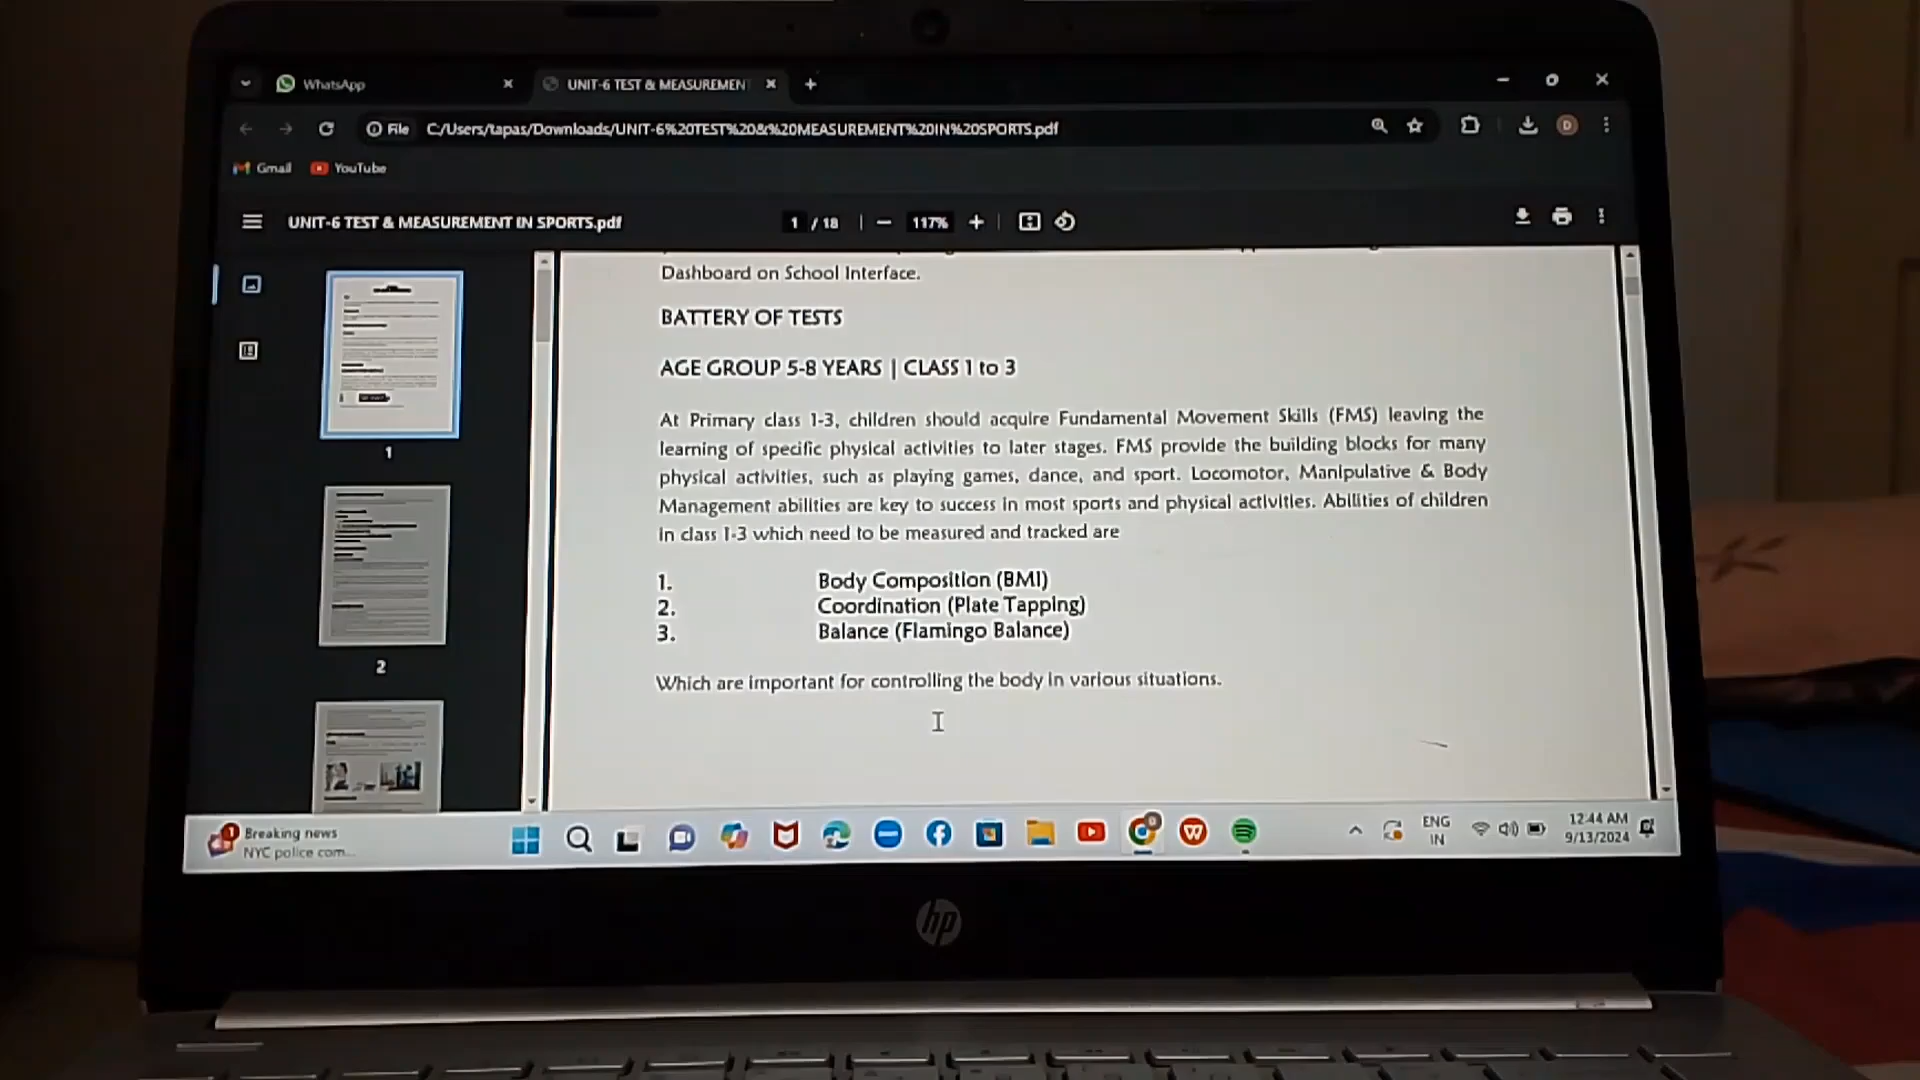 WhatsApp
UNIT-6 TEST & MEASUREMEN
File C:/Users/tapas/Downloads/UNIT-6%20TEST%20&%20MEASUREMENT%20IN%20SPORTS.pdf
D
Gmail YouTube
UNIT-6 TEST & MEASUREMENT IN SPORTS.pdf
1 / 18
117%
Dashboard on School Interface.
BATTERY OF TESTS
AGE GROUP 5-8 YEARS | CLASS 1 to 3
At Primary class 1-3, children should acquire Fundamental Movement Skills (FMS) leaving the
learning of specific physical activities to later stages. FMS provide the building blocks for many
physical activities, such as playing games, dance, and sport. Locomotor, Manipulative & Body
Management abilities are key to success in most sports and physical activities. Abilities of children
in class 1-3 which need to be measured and tracked are
1. Body Composition (BMI)
2. Coordination (Plate Tapping)
3. Balance (Flamingo Balance)
Which are important for controlling the body in various situations.
1
2
1
Breaking news
NYC police com...
ENG
IN
12:44 AM
9/13/2024
hp